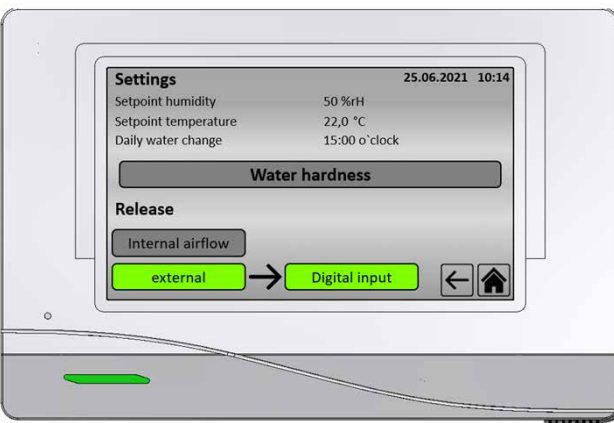 Settings 25.06.2021 10:14
Setpoint humidity 50 %rH
Setpoint temperature 22,0 °C
Daily water change 15:00 o`clock
Water hardness
Release
Internal airflow
external Digital input